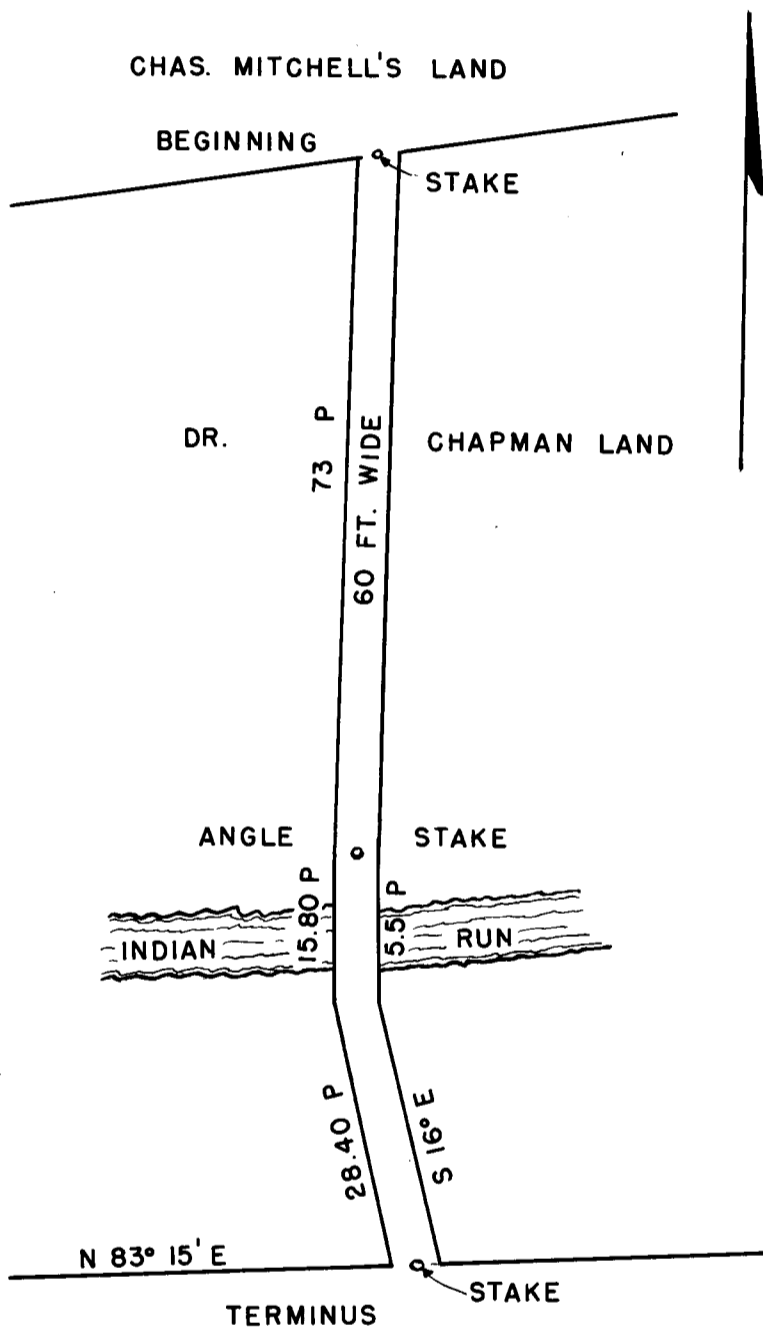 CHAS. MITCHELL'S LAND
BEGINNING
STAKE
DR. CHAPMAN LAND
73 P
60 FT. WIDE
ANGLE STAKE
15.80 P
5.5 P
INDIAN RUN
28.40 P
S 16° E
N 83° 15' E
STAKE
TERMINUS